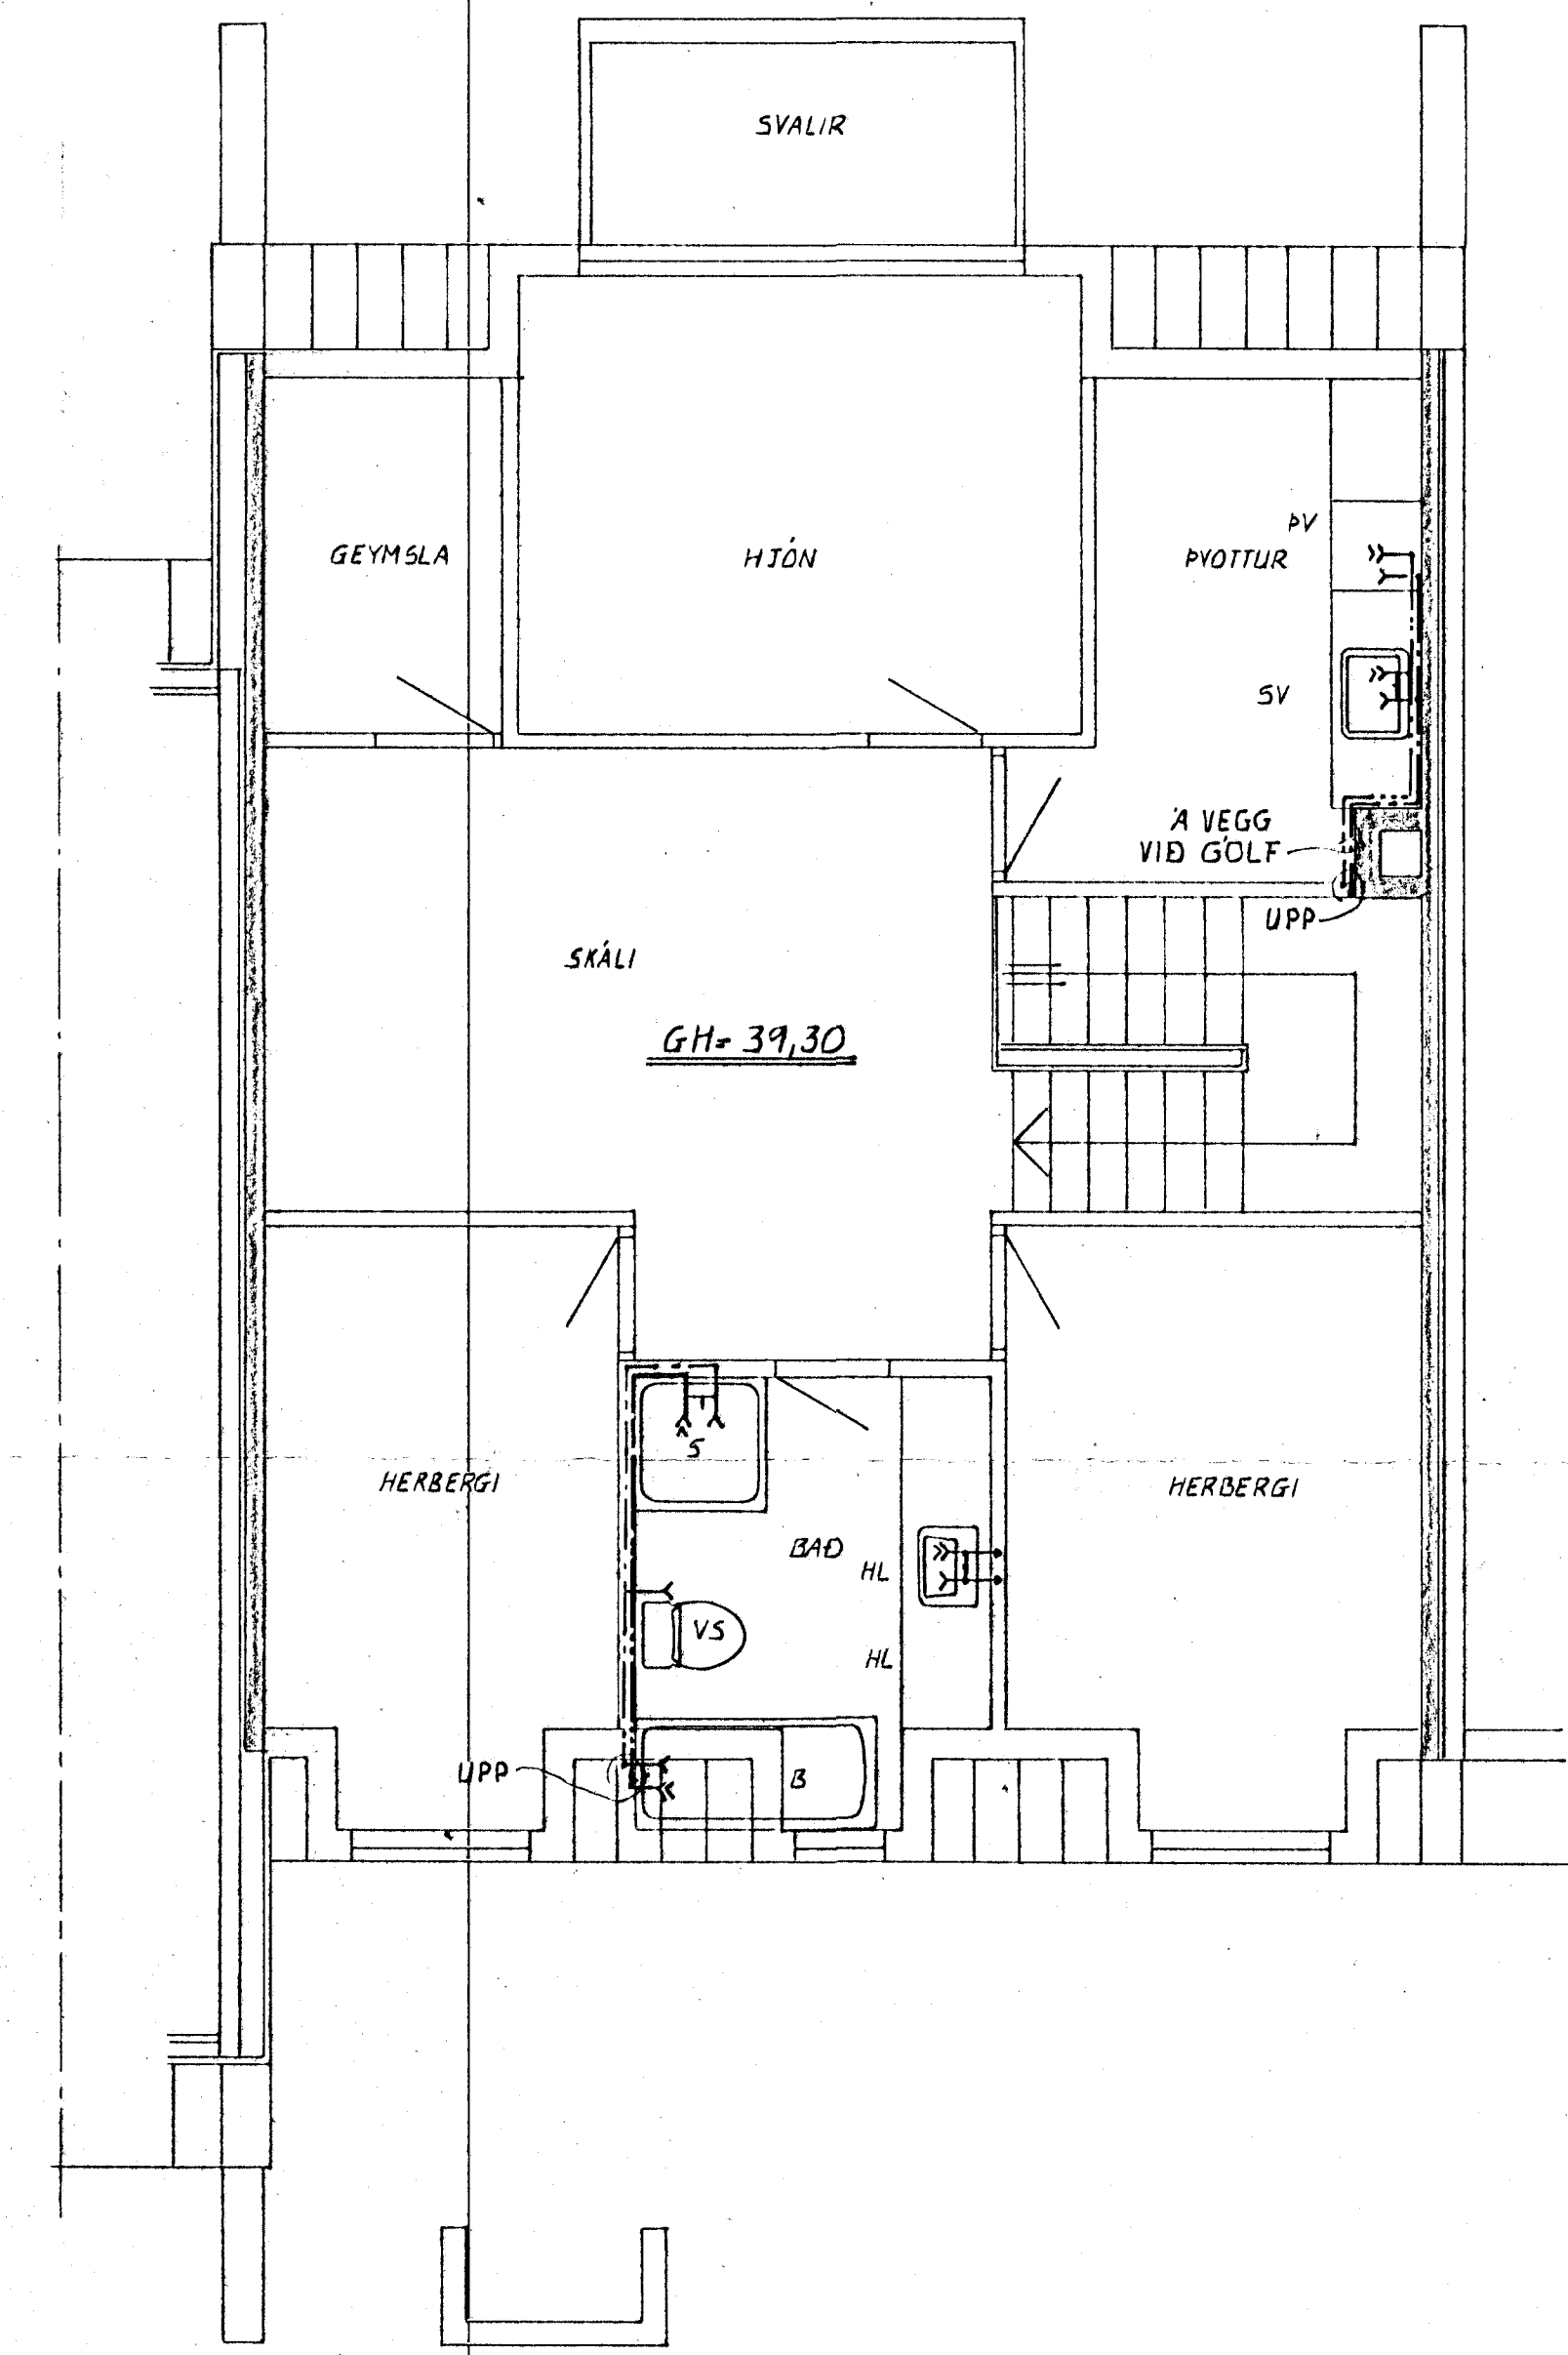 SVALIR
ÞV
GEYMSLA
HJÓN
ÞVOTTUR
SV
Á VEGG
VIÐ GÓLF
UPP
SKÁLI
GH= 39,30
S
HERBERGI
HERBERGI
BAÐ
HL
VS
HL
UPP
B